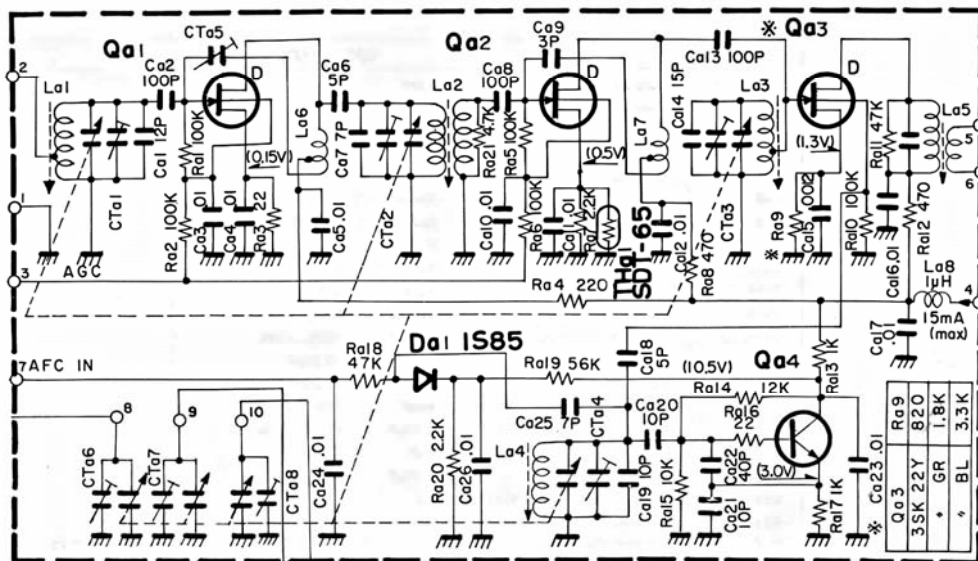 Qa1
CTa5
Ca6
5P
Qa2
Ca9
3P
※ Qa3
Ca13 100P
2
La1
Ca2
100P
D
La6
La2
Ca8
100P
D
La7
Ca14 15P
La3
D
La5
5
6
Ca1 12P
CTa1
Ra1 100K
(0.15V)
Ca7 7P
CTa2
Ra21 47K
Ra5 100K
(0.5V)
CTa3
(1.3V)
Ra11 47K
1
Ra2 100K
Ca3 .01
Ca4 .01
Ra3 22
Ca5 .01
Ca10 .01
Ra6 100K
Ca11 .01
Ra7 2.2K
THa1
SDT-65
Ca12 .01
Ra8 470
Ra9
※
Ca15 .002
Ra10 100K
Ca16 .01
Ra12 470
3
AGC
Ra4 220
La8
1μH
4
15mA
(max)
Ca17
.01
7 AFC IN
Ra18
47K
Da1 1S85
Ra19 56K
Ca18
5P
(10.5V)
Qa4
Ra13 1K
8
9
10
Ca25 7P
CTa4
Ca20
10P
Ra14 12K
Ra16
22
CTa6
CTa7
CTa8
Ca24 .01
Ra20 2.2K
Ca26 .01
La4
Ca19 10P
Ra15 10K
Ca22
40P
Ca21
10P
(3.0V)
Ra17 1K
Ca23 .01
※
Qa3 Ra9
3SK 22Y 820
〃 GR 1.8K
〃 BL 3.3K